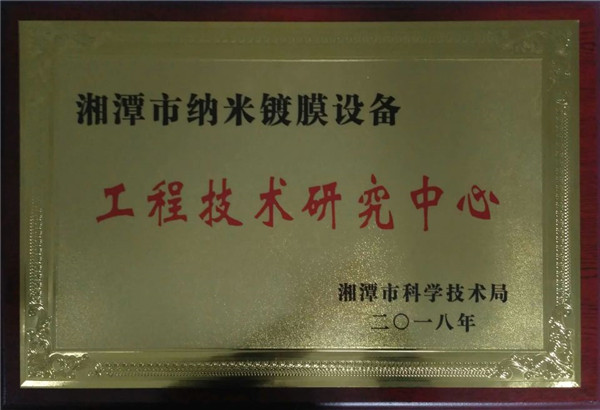 湘潭市纳米镀膜设备
工程技术研究中心
湘潭市科学技术局
二〇一八年